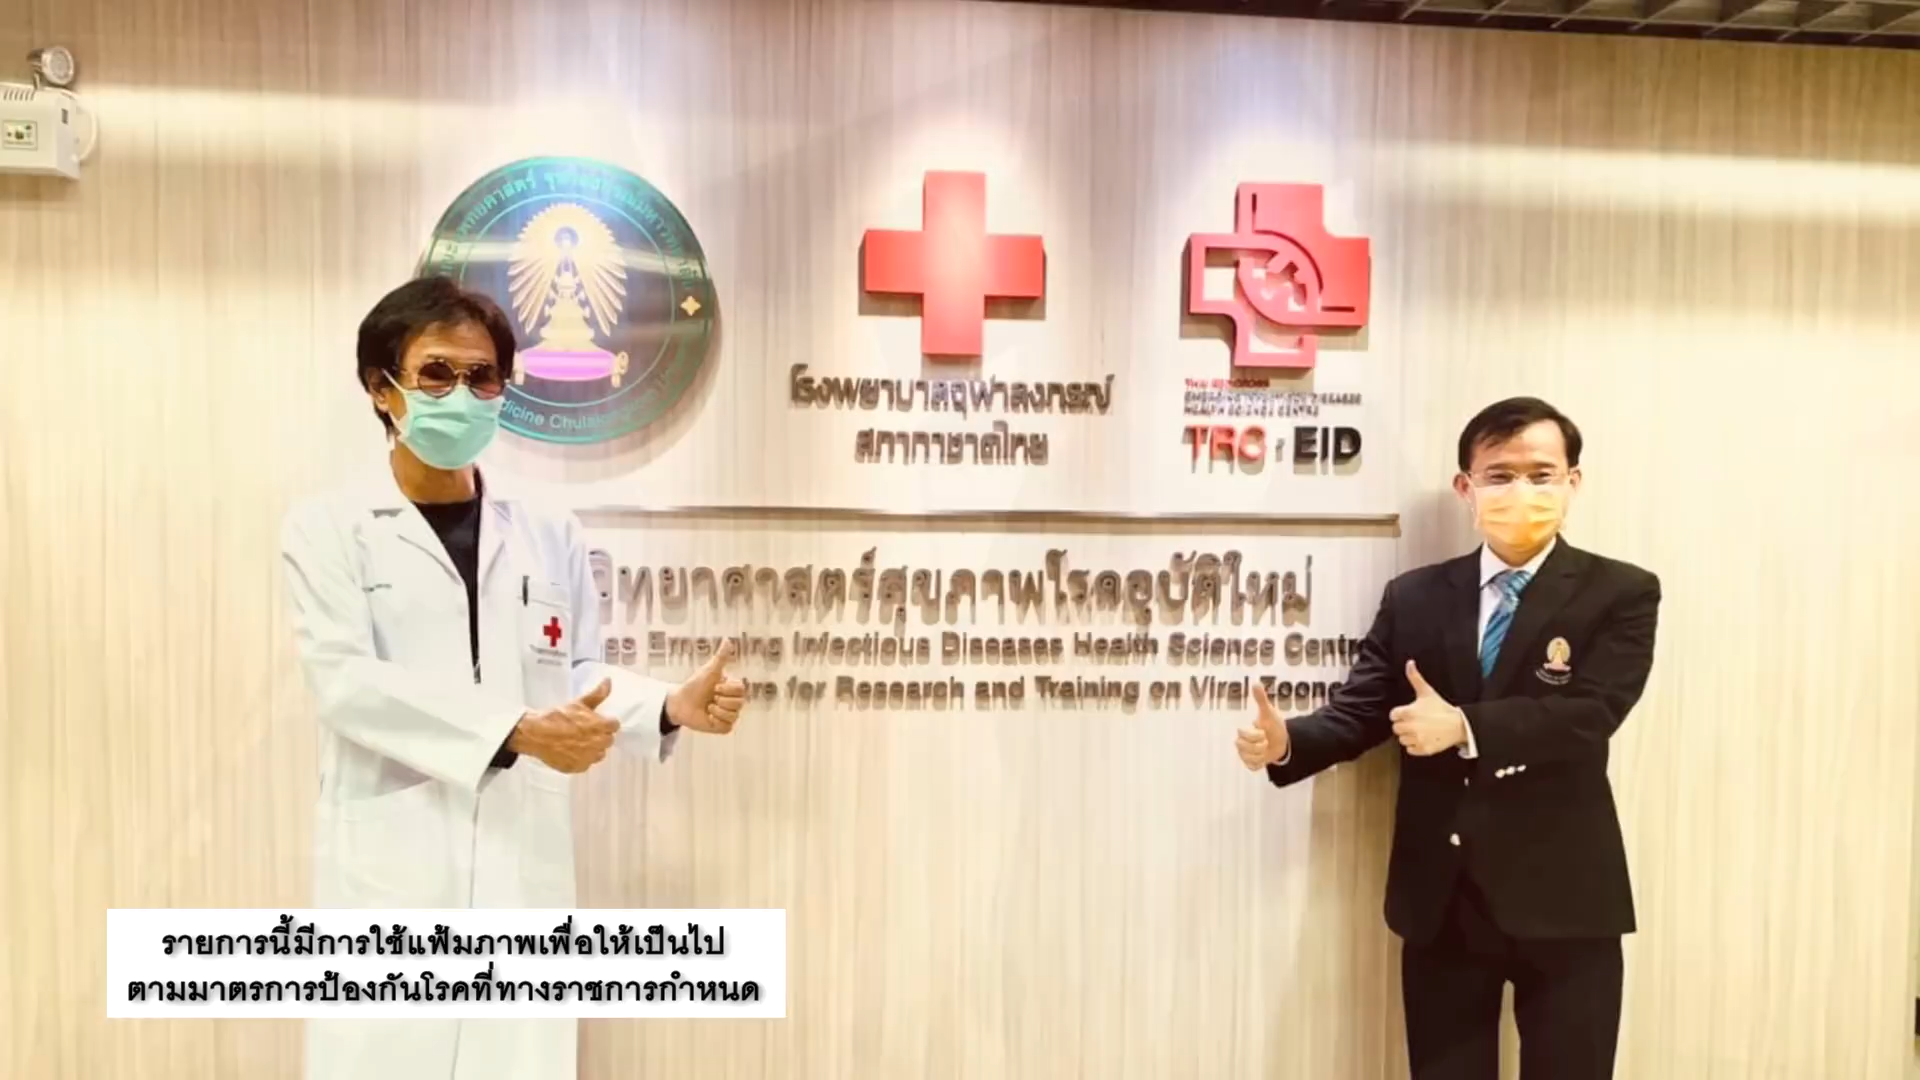 โรงพยาบาลจุฬาลงกรณ์
สภากาชาดไทย
EMERGING INFECTIOUS DISEASE
HEALTH SCIENCE CENTRE
TRC EID
วิทยาศาสตร์สุขภาพโรคอุบัติใหม่
Emerging Infectious Diseases Health Science Centre
for Research and Training on Viral
รายการนี้มีการใช้แฟ้มภาพเพื่อให้เป็นไป
ตามมาตรการป้องกันโรคที่ทางราชการกำหนด